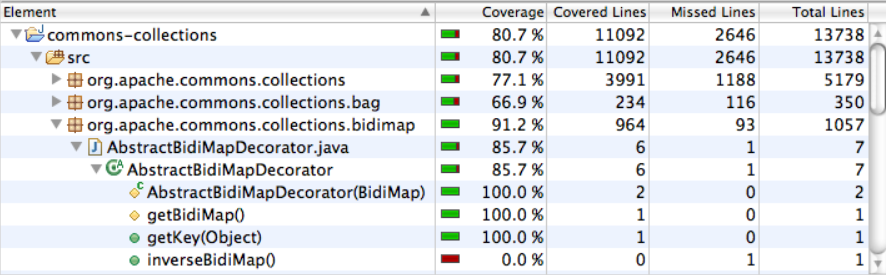 Element Coverage Covered Lines Missed Lines Total Lines
commons-collections 80.7 % 11092 2646 13738
src 80.7 % 11092 2646 13738
org.apache.commons.collections 77.1 % 3991 1188 5179
org.apache.commons.collections.bag 66.9 % 234 116 350
org.apache.commons.collections.bidimap 91.2 % 964 93 1057
J AbstractBidiMapDecorator.java 85.7 % 6 1 7
C A AbstractBidiMapDecorator 85.7 % 6 1 7
C AbstractBidiMapDecorator(BidiMap) 100.0 % 2 0 2
getBidiMap() 100.0 % 1 0 1
getKey(Object) 100.0 % 1 0 1
inverseBidiMap() 0.0 % 0 1 1